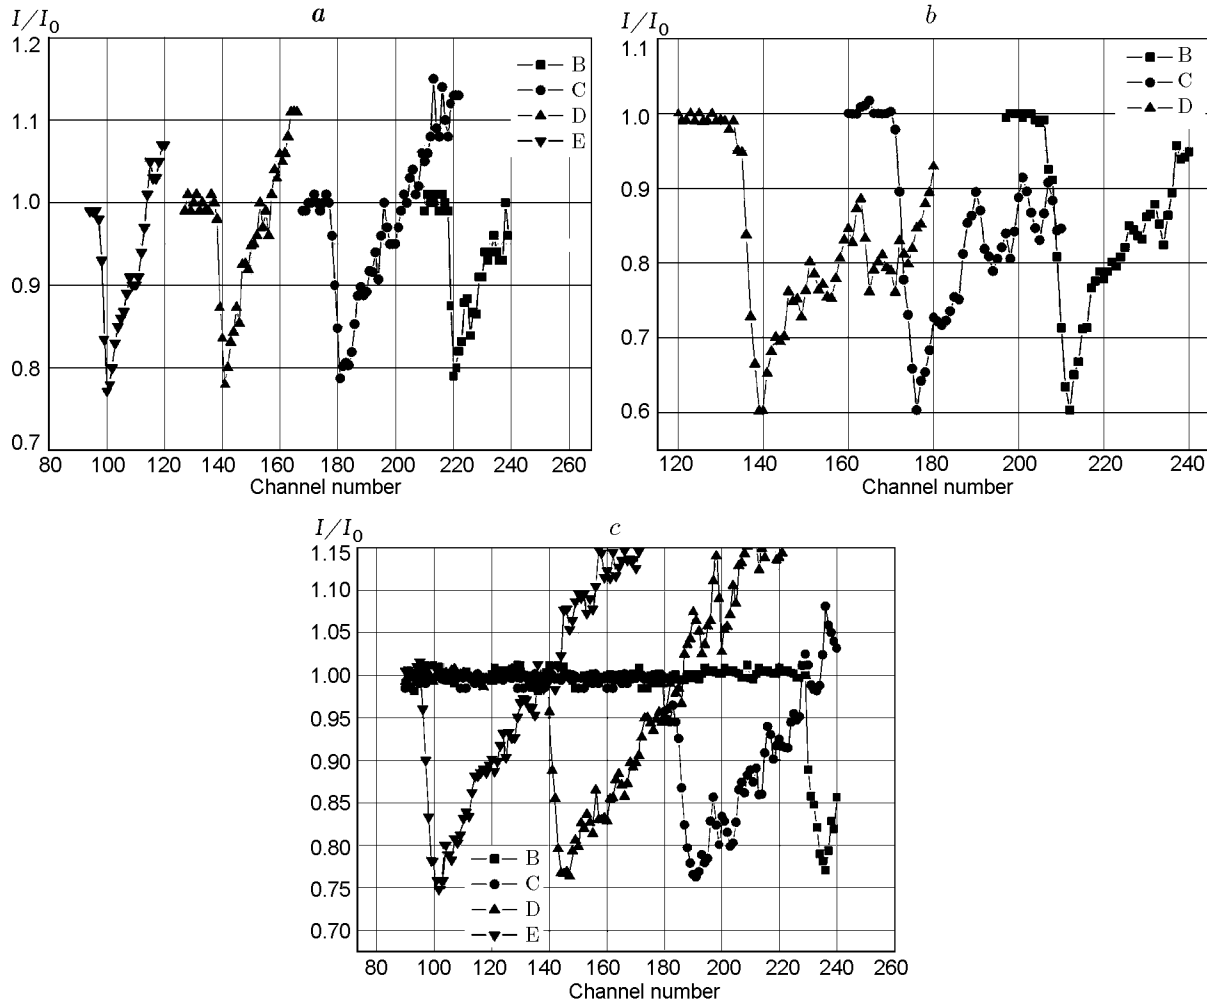 I/I0 a
1.2
1.1
1.0
0.9
0.8
0.7
B
C
D
E
80 100 120 140 160 180 200 220 240 260
Channel number
I/I0 b
1.1
1.0
0.9
0.8
0.7
0.6
B
C
D
120 140 160 180 200 220 240
Channel number
I/I0 c
1.15
1.10
1.05
1.00
0.95
0.90
0.85
0.80
0.75
0.70
B
C
D
E
80 100 120 140 160 180 200 220 240 260
Channel number